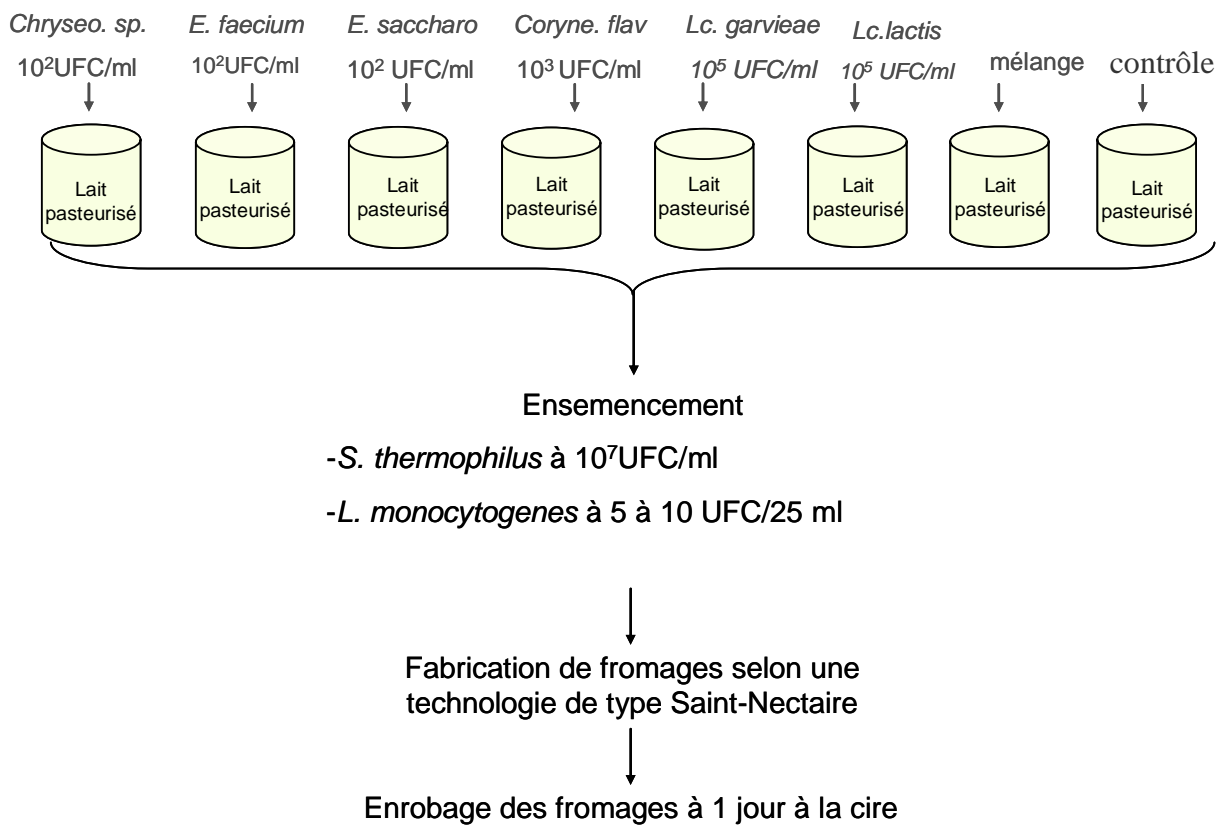 Chryseo. sp. E. faecium E. saccharo Coryne. flav Lc. garvieae Lc.lactis
10²UFC/ml 10²UFC/ml 10² UFC/ml 10³ UFC/ml 10⁵ UFC/ml 10⁵ UFC/ml mélange contrôle
Lait Lait Lait Lait Lait Lait Lait Lait
pasteurisé pasteurisé pasteurisé pasteurisé pasteurisé pasteurisé pasteurisé pasteurisé
Ensemencement
-S. thermophilus à 10⁷UFC/ml
-L. monocytogenes à 5 à 10 UFC/25 ml
Fabrication de fromages selon une
technologie de type Saint-Nectaire
Enrobage des fromages à 1 jour à la cire